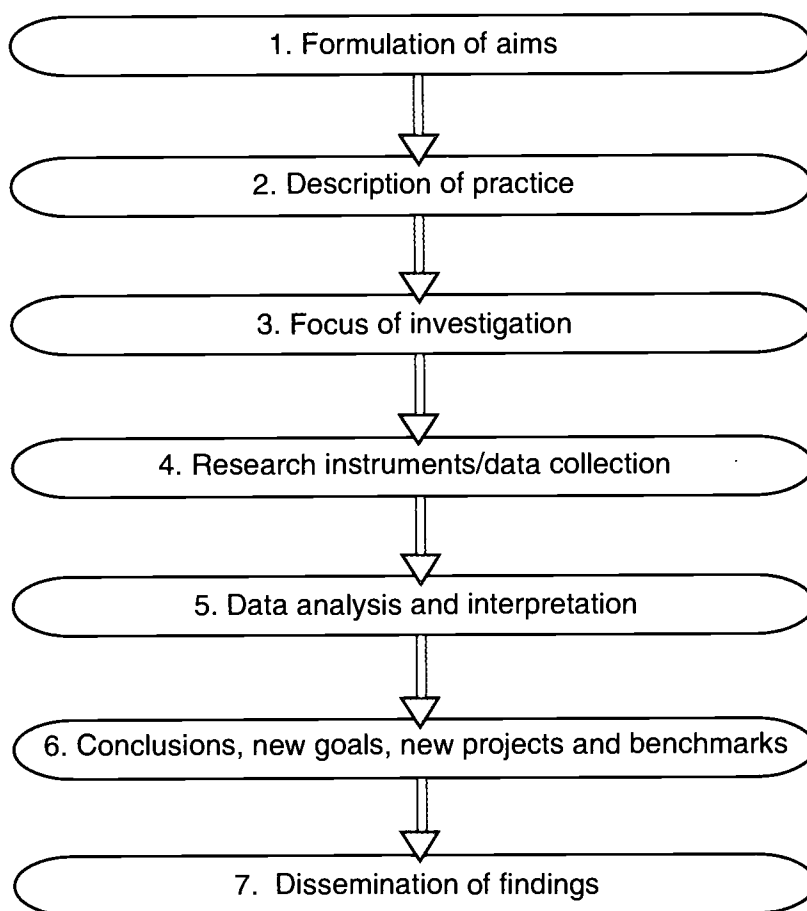 1. Formulation of aims
2. Description of practice
3. Focus of investigation
4. Research instruments/data collection
5. Data analysis and interpretation
6. Conclusions, new goals, new projects and benchmarks
7. Dissemination of findings